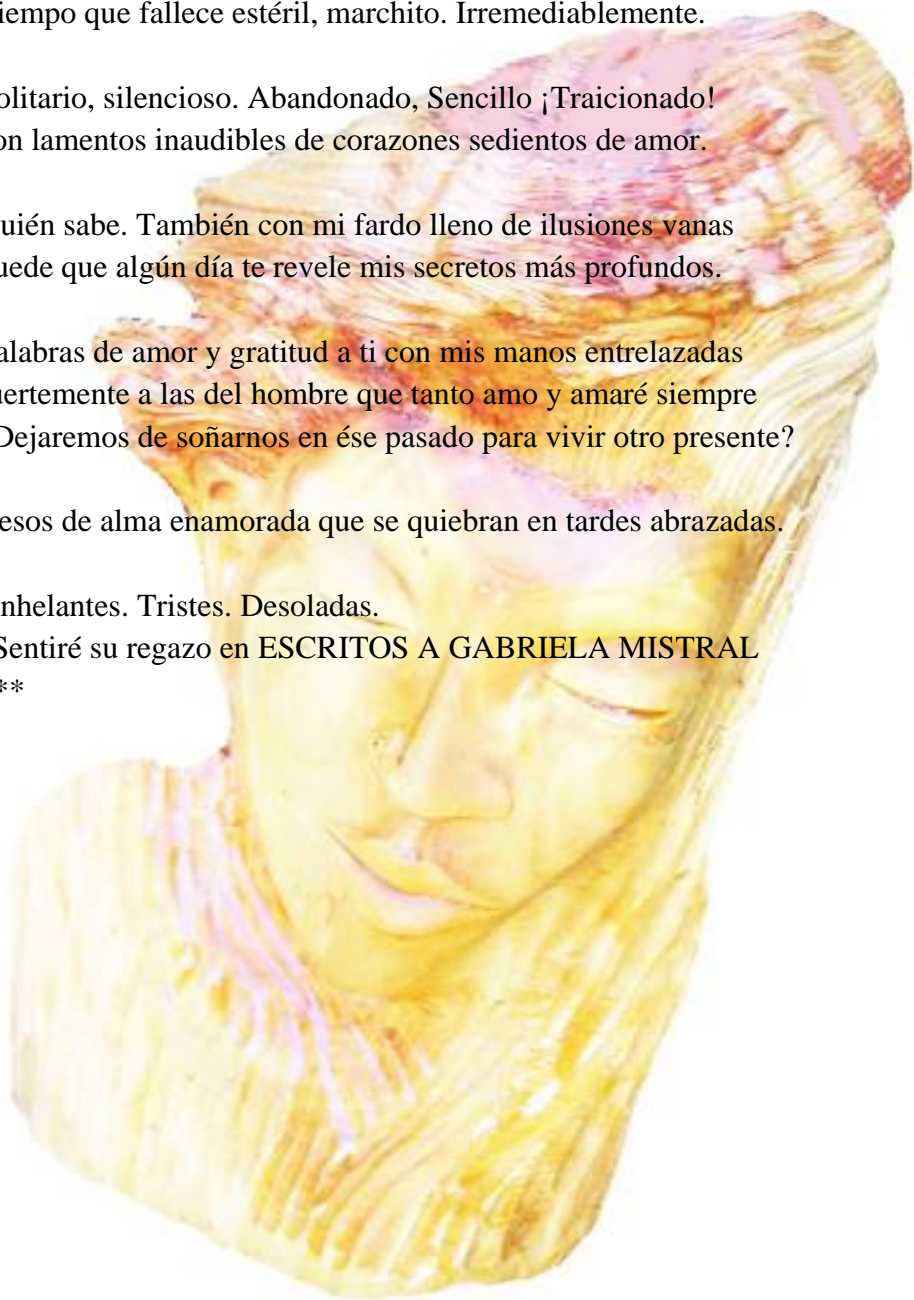 iempo que fallece estéril, marchito. Irremediablemente.
olitario, silencioso. Abandonado, Sencillo ¡Traicionado!
on lamentos inaudibles de corazones sedientos de amor.
uién sabe. También con mi fardo lleno de ilusiones vanas
uede que algún día te revele mis secretos más profundos.
alabras de amor y gratitud a ti con mis manos entrelazadas
uertemente a las del hombre que tanto amo y amaré siempre
Dejaremos de soñarnos en ése pasado para vivir otro presente?
esos de alma enamorada que se quiebran en tardes abrazadas.
nhelantes. Tristes. Desoladas.
Sentiré su regazo en ESCRITOS A GABRIELA MISTRAL
**